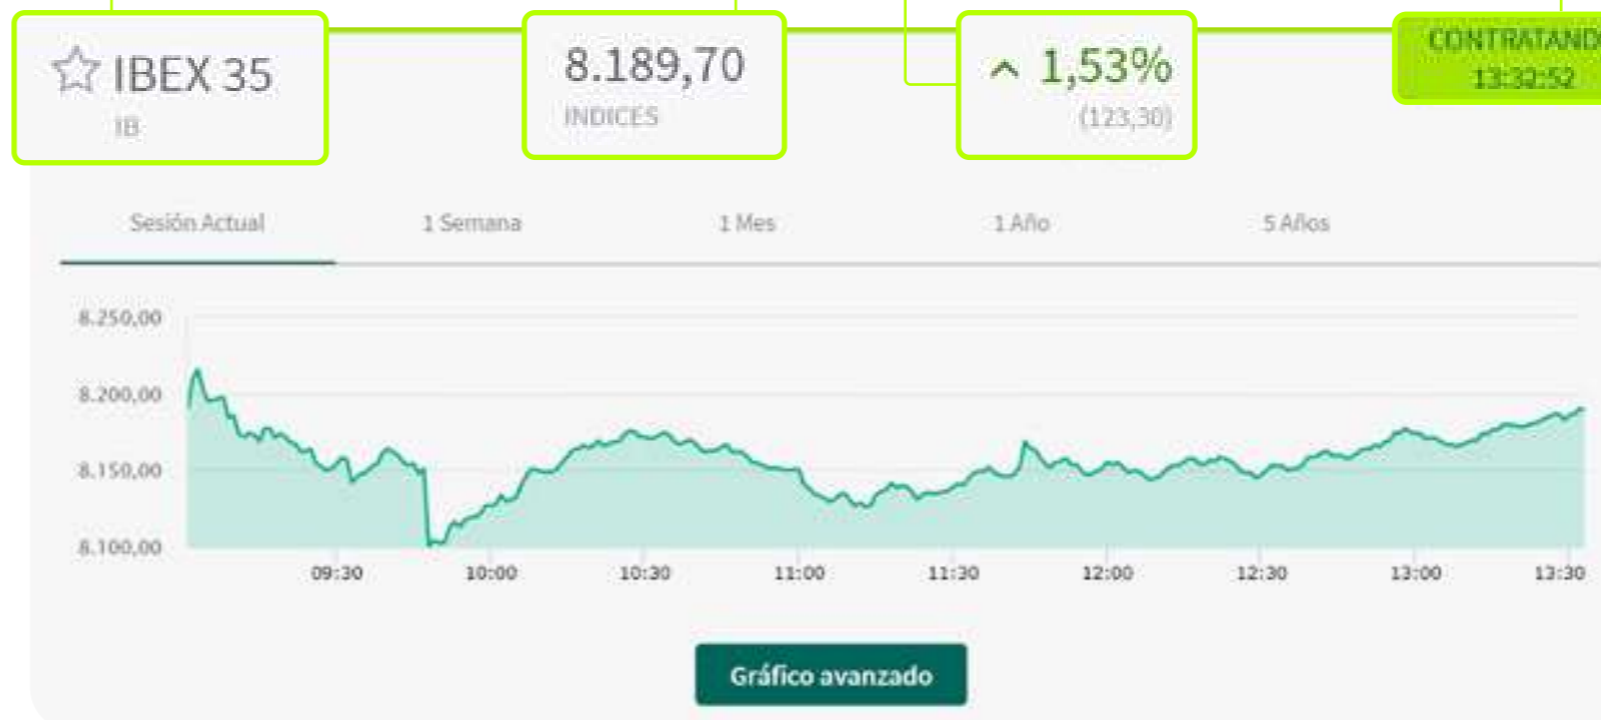 IBEX 35
IB
8.189,70
INDICES
1,53%
(123,30)
CONTRATANDO
13:32:52
Sesión Actual
1 Semana
1 Mes
1 Año
5 Años
8.250,00
8.200,00
8.150,00
8.100,00
09:30
10:00
10:30
11:00
11:30
12:00
12:30
13:00
13:30
Gráfico avanzado